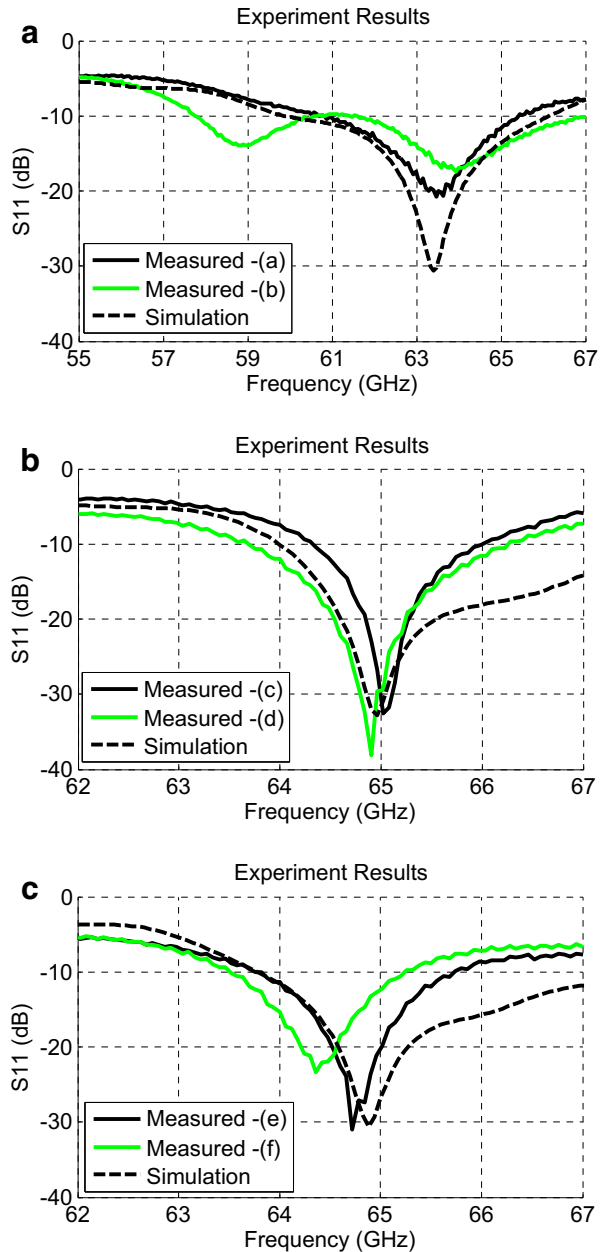 a
Experiment Results
0
-10
-20
-30
-40
S11 (dB)
Measured -(a)
Measured -(b)
Simulation
55 57 59 61 63 65 67
Frequency (GHz)
b
Experiment Results
0
-10
-20
-30
-40
S11 (dB)
Measured -(c)
Measured -(d)
Simulation
62 63 64 65 66 67
Frequency (GHz)
c
Experiment Results
0
-10
-20
-30
-40
S11 (dB)
Measured -(e)
Measured -(f)
Simulation
62 63 64 65 66 67
Frequency (GHz)